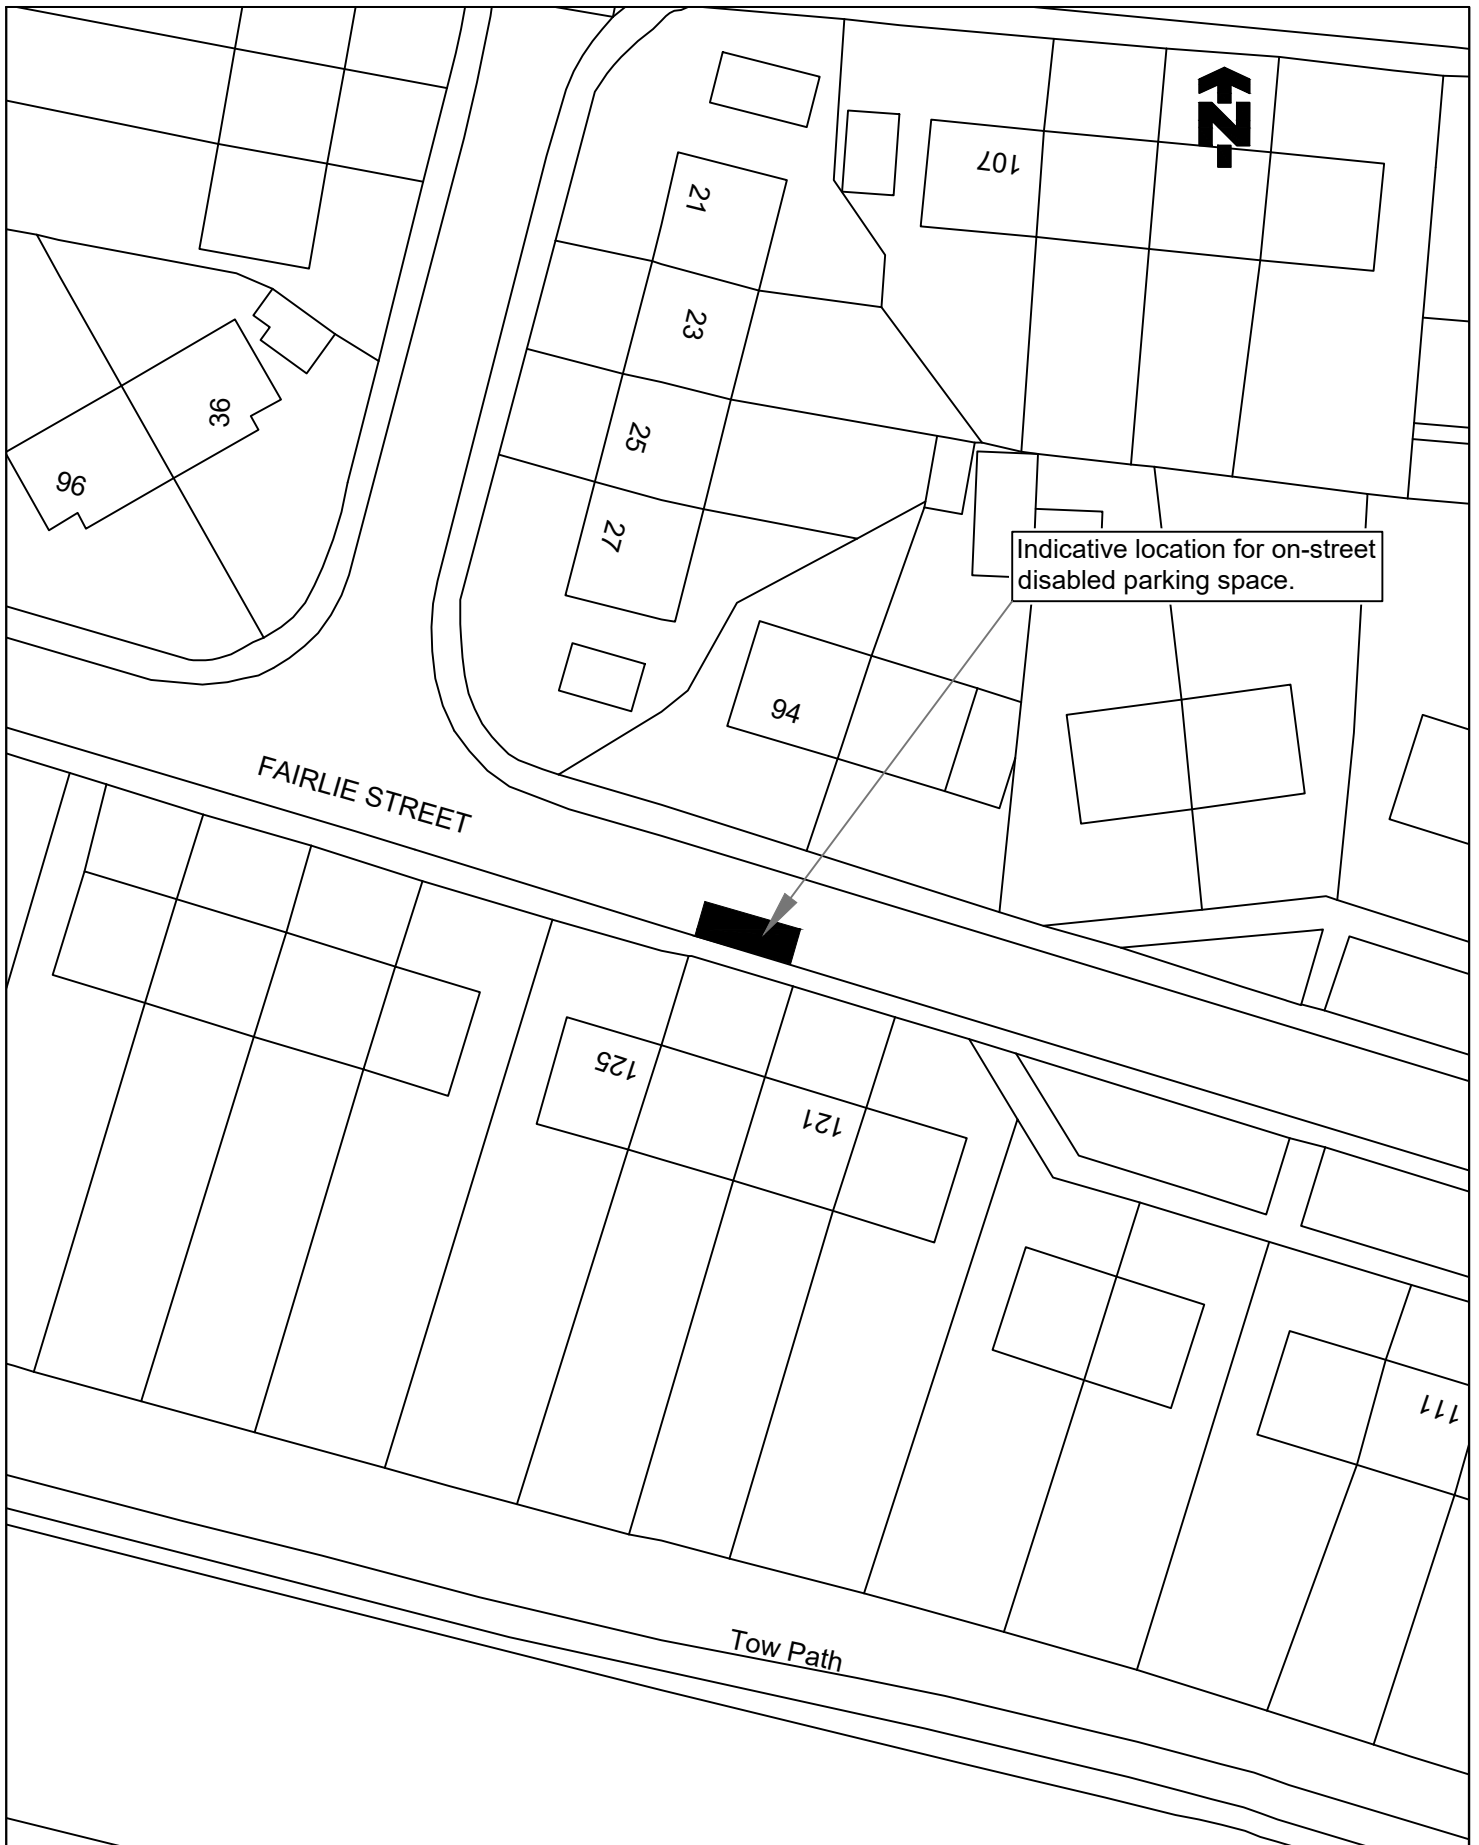 N
107
21
23
36
25
96
27
Indicative location for on-street
disabled parking space.
94
FAIRLIE STREET
125
121
111
Tow Path